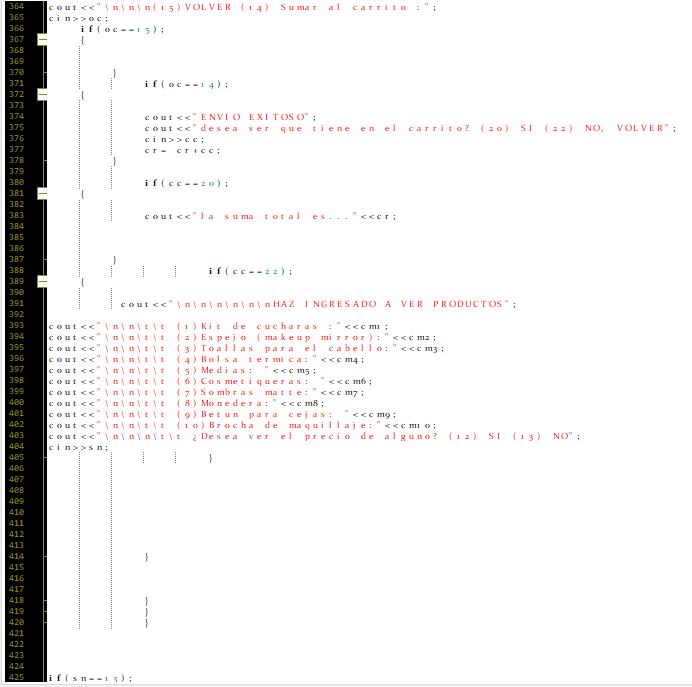 364 cout<<"\n\n\n(15)VOLVER (14) Sumar al carrito :";
365 cin>>oc;
366 if(oc==15);
367 {
368
369
370 }
371 if(oc==14);
372 {
373
374 cout<<"ENVIO EXITOSO";
375 cout<<"desea ver que tiene en el carrito? (20) SI (22) NO, VOLVER";
376 cin>>cc;
377 cr= cr+cc;
378 }
379
380 if(cc==20);
381 {
382
383 cout<<"la suma total es..."<<cr;
384
385
386
387 }
388 if(cc==22);
389 {
390
391 cout<<"\n\n\n\n\n\nHAZ INGRESADO A VER PRODUCTOS";
392
393 cout<<"\n\n\t\t (1)Kit de cucharas :"<<cm1;
394 cout<<"\n\n\t\t (2)Espejo (makeup mirror):"<<cm2;
395 cout<<"\n\n\t\t (3)Toallas para el cabello:"<<cm3;
396 cout<<"\n\n\t\t (4)Bolsa termica:"<<cm4;
397 cout<<"\n\n\t\t (5)Medias: "<<cm5;
398 cout<<"\n\n\t\t (6)Cosmetiqueras: "<<cm6;
399 cout<<"\n\n\t\t (7)Sombras matte:"<<cm7;
400 cout<<"\n\n\t\t (8)Monedera:"<<cm8;
401 cout<<"\n\n\t\t (9)Betun para cejas: "<<cm9;
402 cout<<"\n\n\t\t (10)Brocha de maquillaje:"<<cm10;
403 cout<<"\n\n\n\t\t ¿Desea ver el precio de alguno? (12) SI (13) NO";
404 cin>>sn;
405 }
406
407
408
409
410
411
412
413
414 }
415
416
417
418 }
419 }
420 }
421
422
423
424
425 if(sn==13);